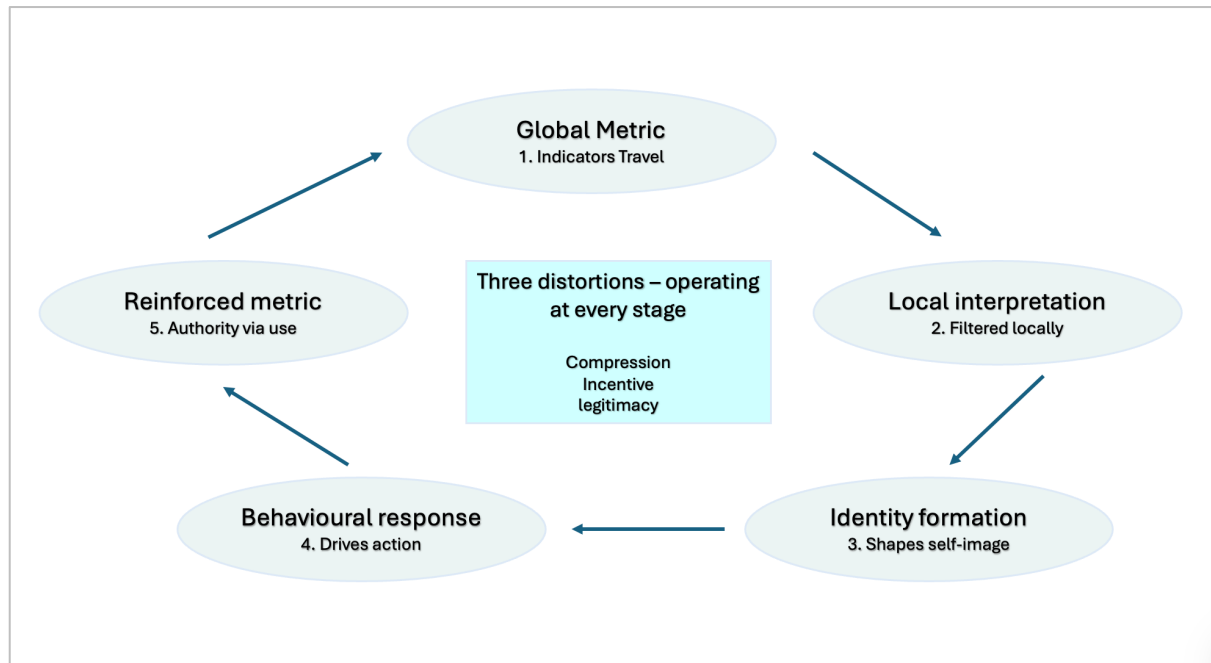 Global Metric
1. Indicators Travel
Local interpretation
2. Filtered locally
Identity formation
3. Shapes self-image
Behavioural response
4. Drives action
Reinforced metric
5. Authority via use
Three distortions – operating
at every stage
Compression
Incentive
legitimacy